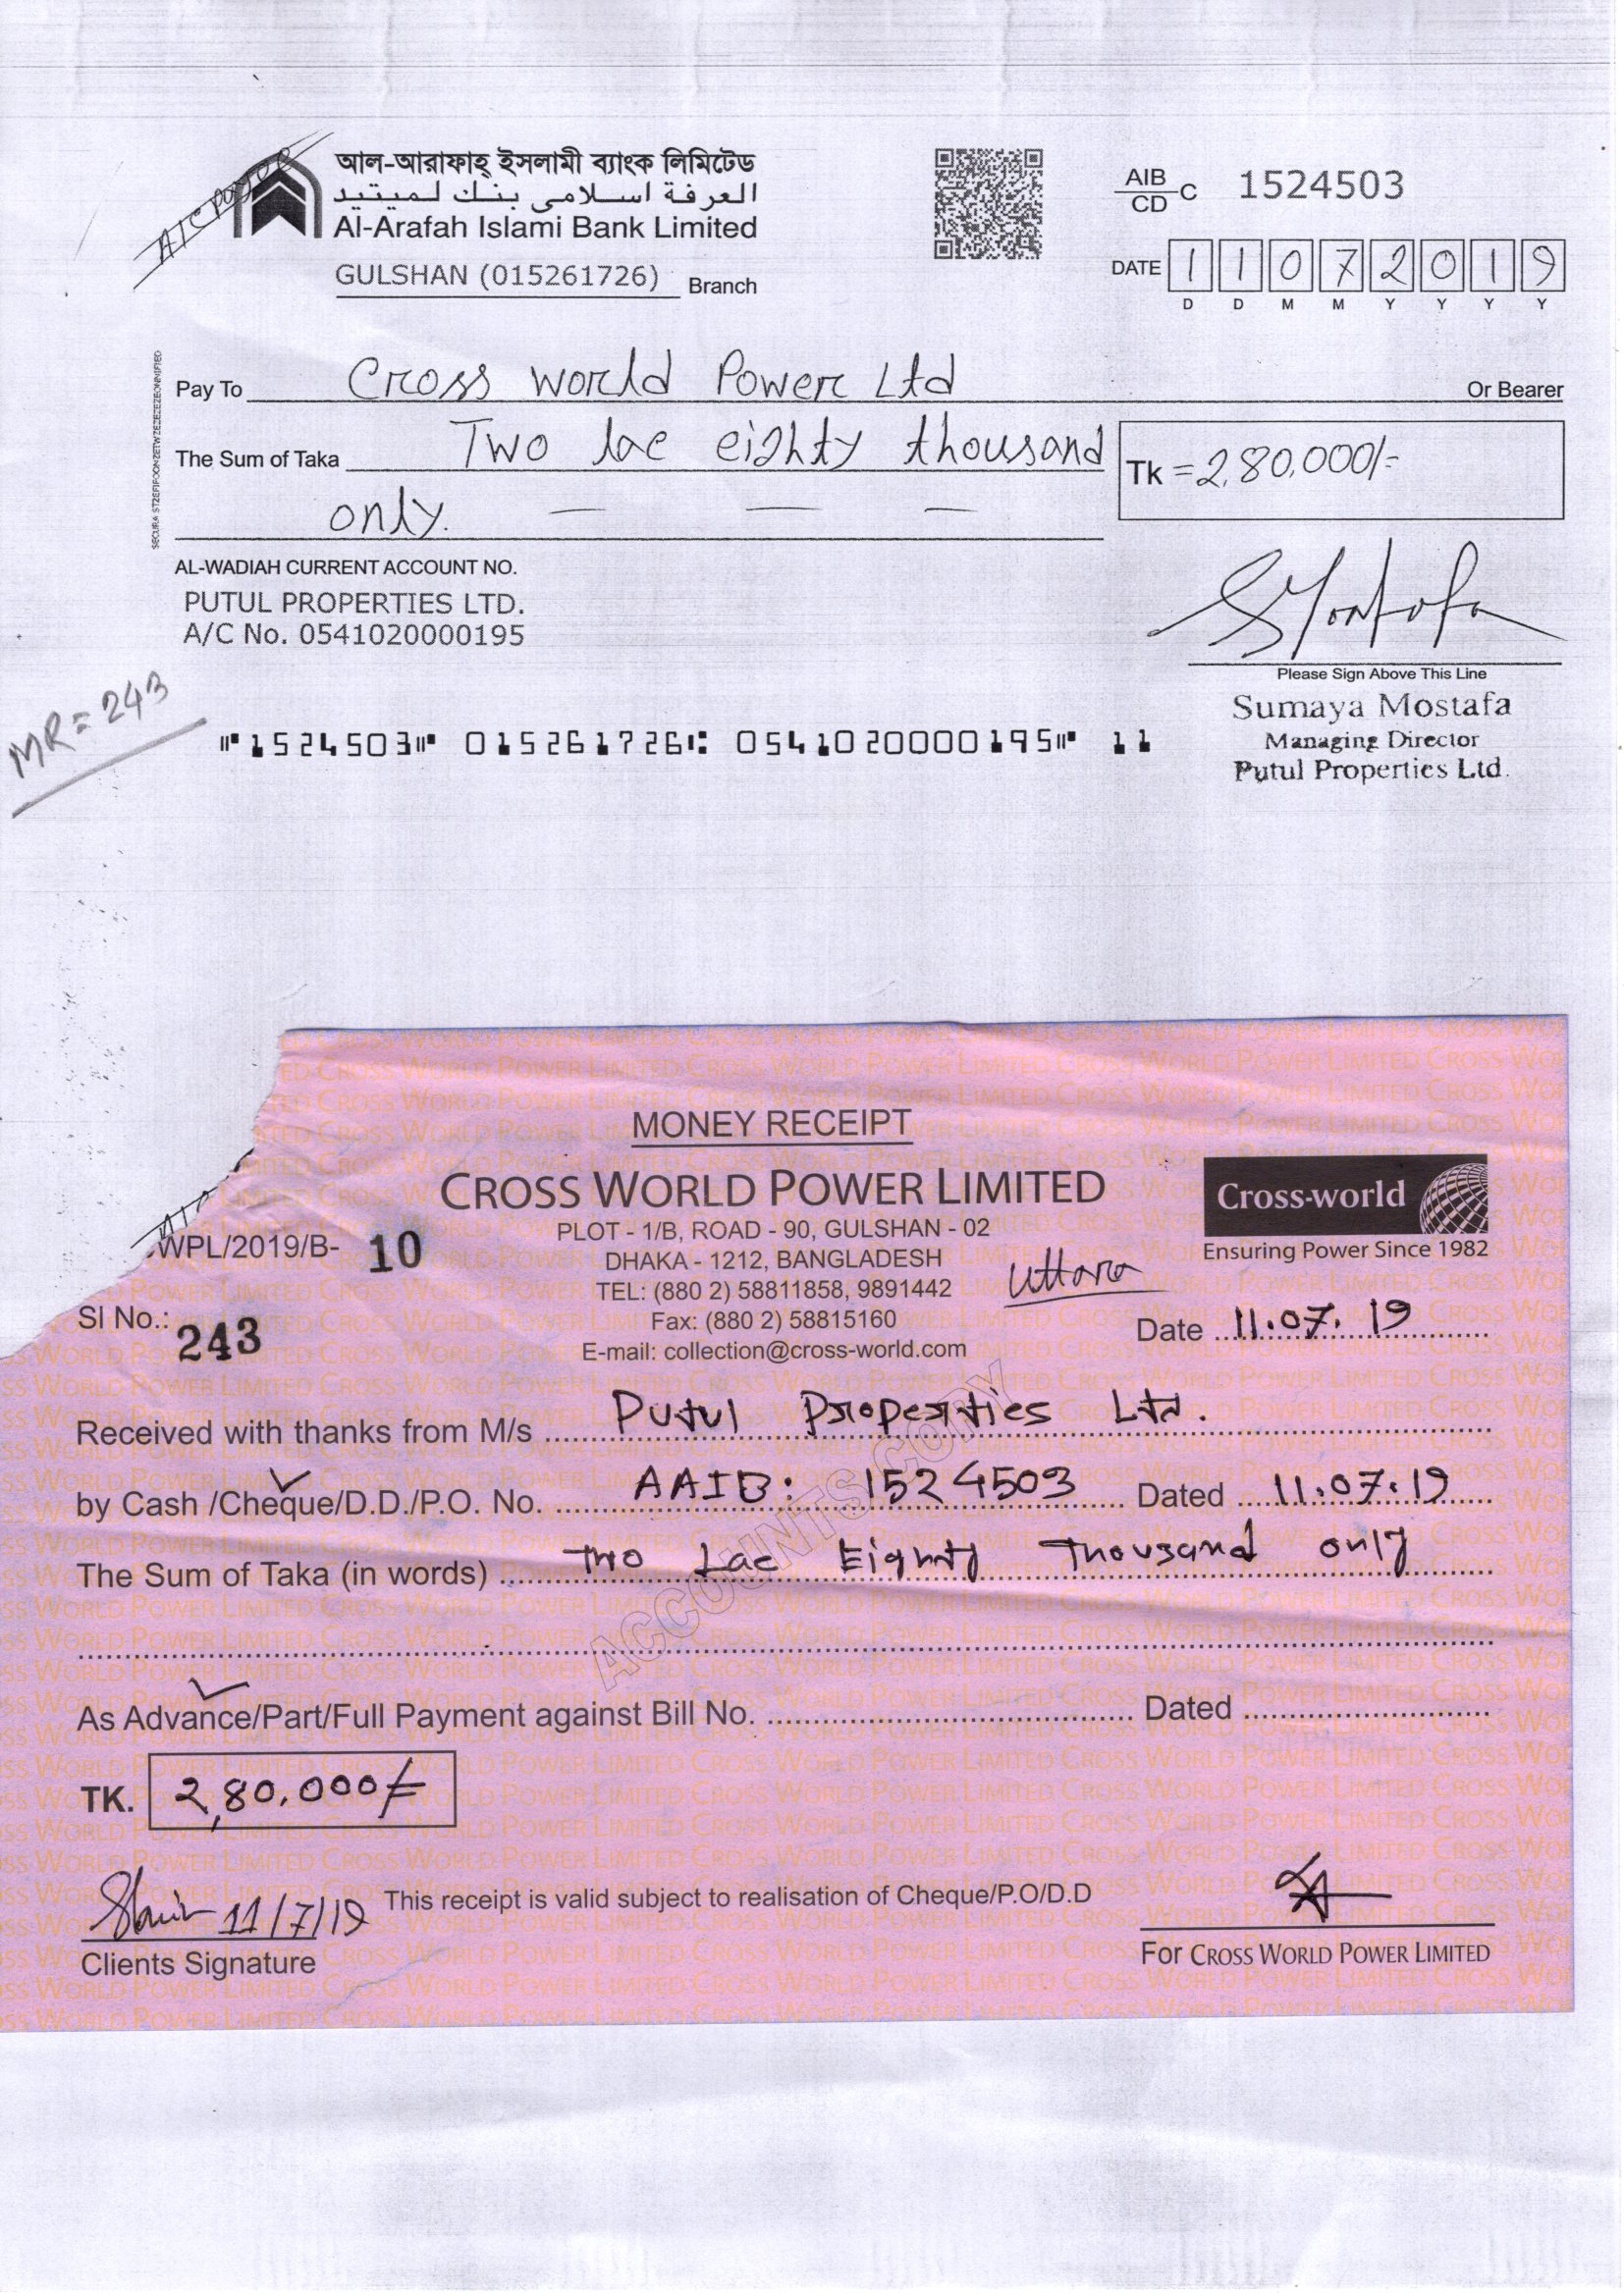 A/C payee
আল-আরাফাহ্ ইসলামী ব্যাংক লিমিটেড
العرفة اسلامى بنك لميتيد
Al-Arafah Islami Bank Limited
GULSHAN (015261726) Branch
AIB/CD C 1524503
DATE 1 1 0 7 2 0 1 9
D D M M Y Y Y Y
Pay To Cross world Power Ltd Or Bearer
The Sum of Taka Two lac eighty thousand
Tk =2,80,000/=
only.
AL-WADIAH CURRENT ACCOUNT NO.
PUTUL PROPERTIES LTD.
A/C No. 0541020000195
SMostofa
Please Sign Above This Line
Sumaya Mostafa
Managing Director
Putul Properties Ltd.
MR = 243
⑈1524503⑈ 015261726⑆ 0541020000195⑈ 11
MONEY RECEIPT
CROSS WORLD POWER LIMITED
PLOT - 1/B, ROAD - 90, GULSHAN - 02
DHAKA - 1212, BANGLADESH
TEL: (880 2) 58811858, 9891442
Fax: (880 2) 58815160
E-mail: collection@cross-world.com
Cross-world
Ensuring Power Since 1982
WPL/2019/B- 10
Uttara
Sl No.: 243
Date 11.07.19
Received with thanks from M/s Putul Properties Ltd.
by Cash /Cheque/D.D./P.O. No. AAIB: 1524503 Dated 11.07.19
The Sum of Taka (in words) Two Lac Eighty Thousand only
ACCOUNTS COPY
As Advance/Part/Full Payment against Bill No. Dated
TK. 2,80,000/=
11/7/19
This receipt is valid subject to realisation of Cheque/P.O/D.D
Clients Signature
For CROSS WORLD POWER LIMITED